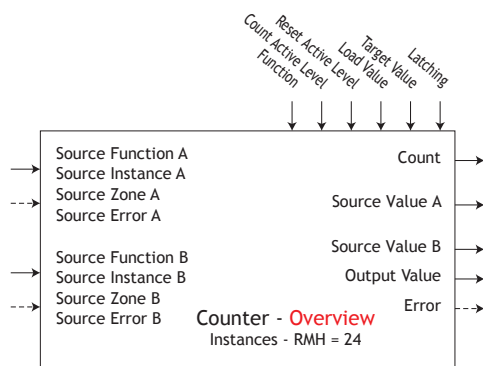 Function
Count Active Level
Reset Active Level
Load Value
Target Value
Latching
Source Function A
Source Instance A
Source Zone A
Source Error A
Source Function B
Source Instance B
Source Zone B
Source Error B
Count
Source Value A
Source Value B
Output Value
Error
Counter - Overview
Instances - RMH = 24